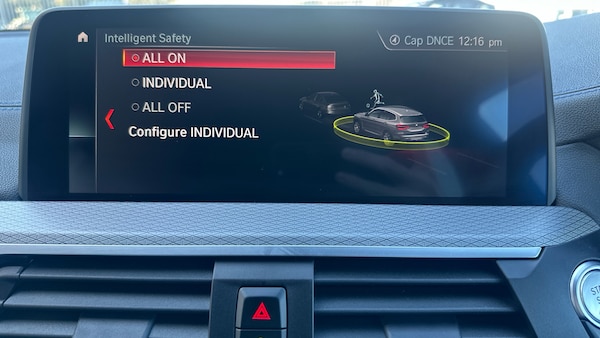 Intelligent Safety
Cap DNCE 12:16 pm
ALL ON
INDIVIDUAL
ALL OFF
Configure INDIVIDUAL